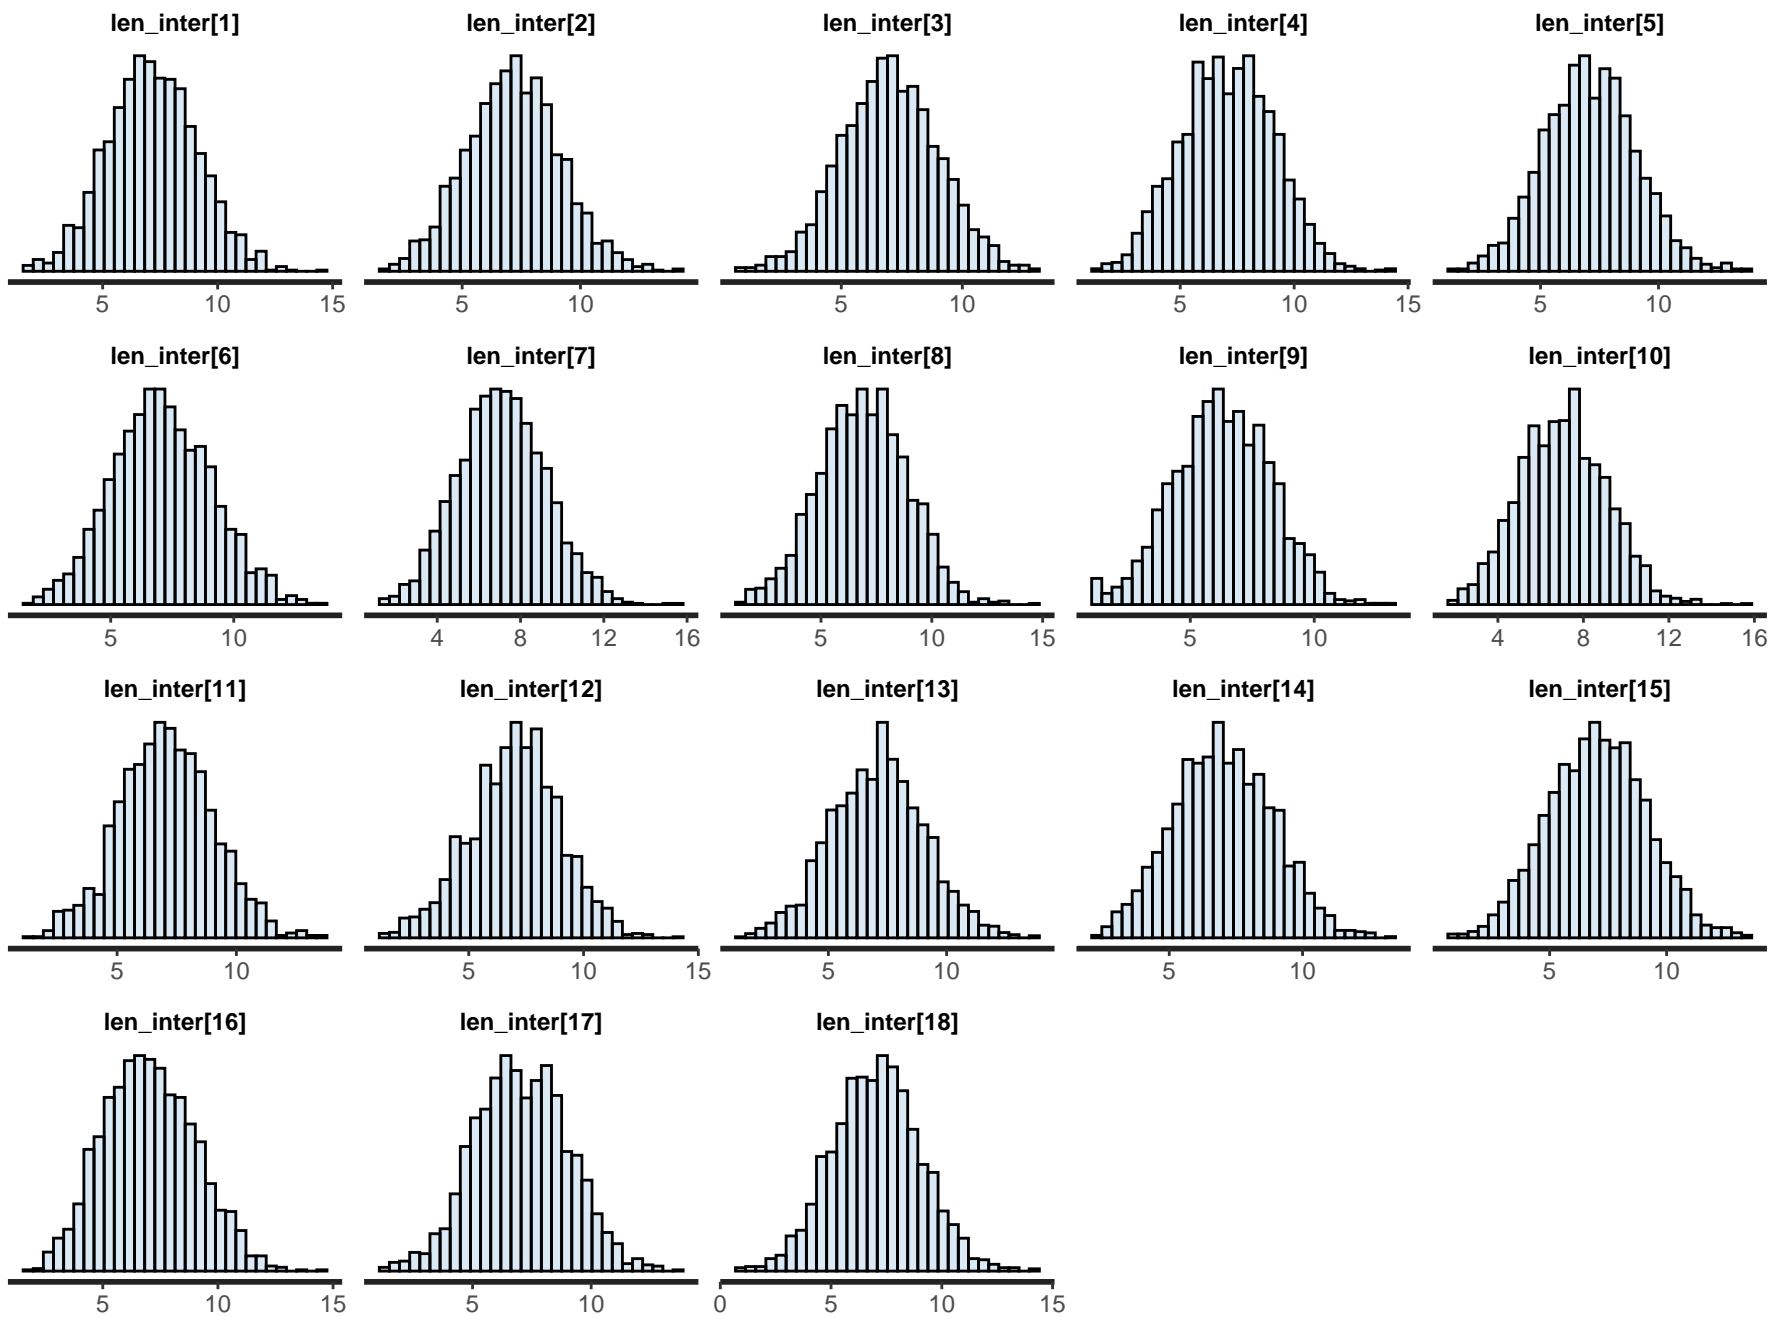 len_inter[1] len_inter[2] len_inter[3] len_inter[4] len_inter[5]
5 10 15 5 10 5 10 5 10 15 5 10
len_inter[6] len_inter[7] len_inter[8] len_inter[9] len_inter[10]
5 10 4 8 12 16 5 10 15 5 10 4 8 12 16
len_inter[11] len_inter[12] len_inter[13] len_inter[14] len_inter[15]
5 10 5 10 15 5 10 5 10 5 10
len_inter[16] len_inter[17] len_inter[18]
5 10 15 5 10 0 5 10 15